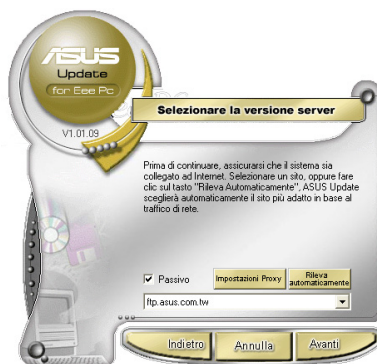 ASUS
Update
for Eee Pc
V1.01.09
Selezionare la versione server
Prima di continuare, assicurarsi che il sistema sia
collegato ad Internet. Selezionare un sito, oppure fare
clic sul tasto "Rileva Automaticamente", ASUS Update
sceglierà automaticamente il sito più adatto in base al
traffico di rete.
Passivo
Impostazioni Proxy
Rileva
automaticamente
ftp.asus.com.tw
Indietro
Annulla
Avanti